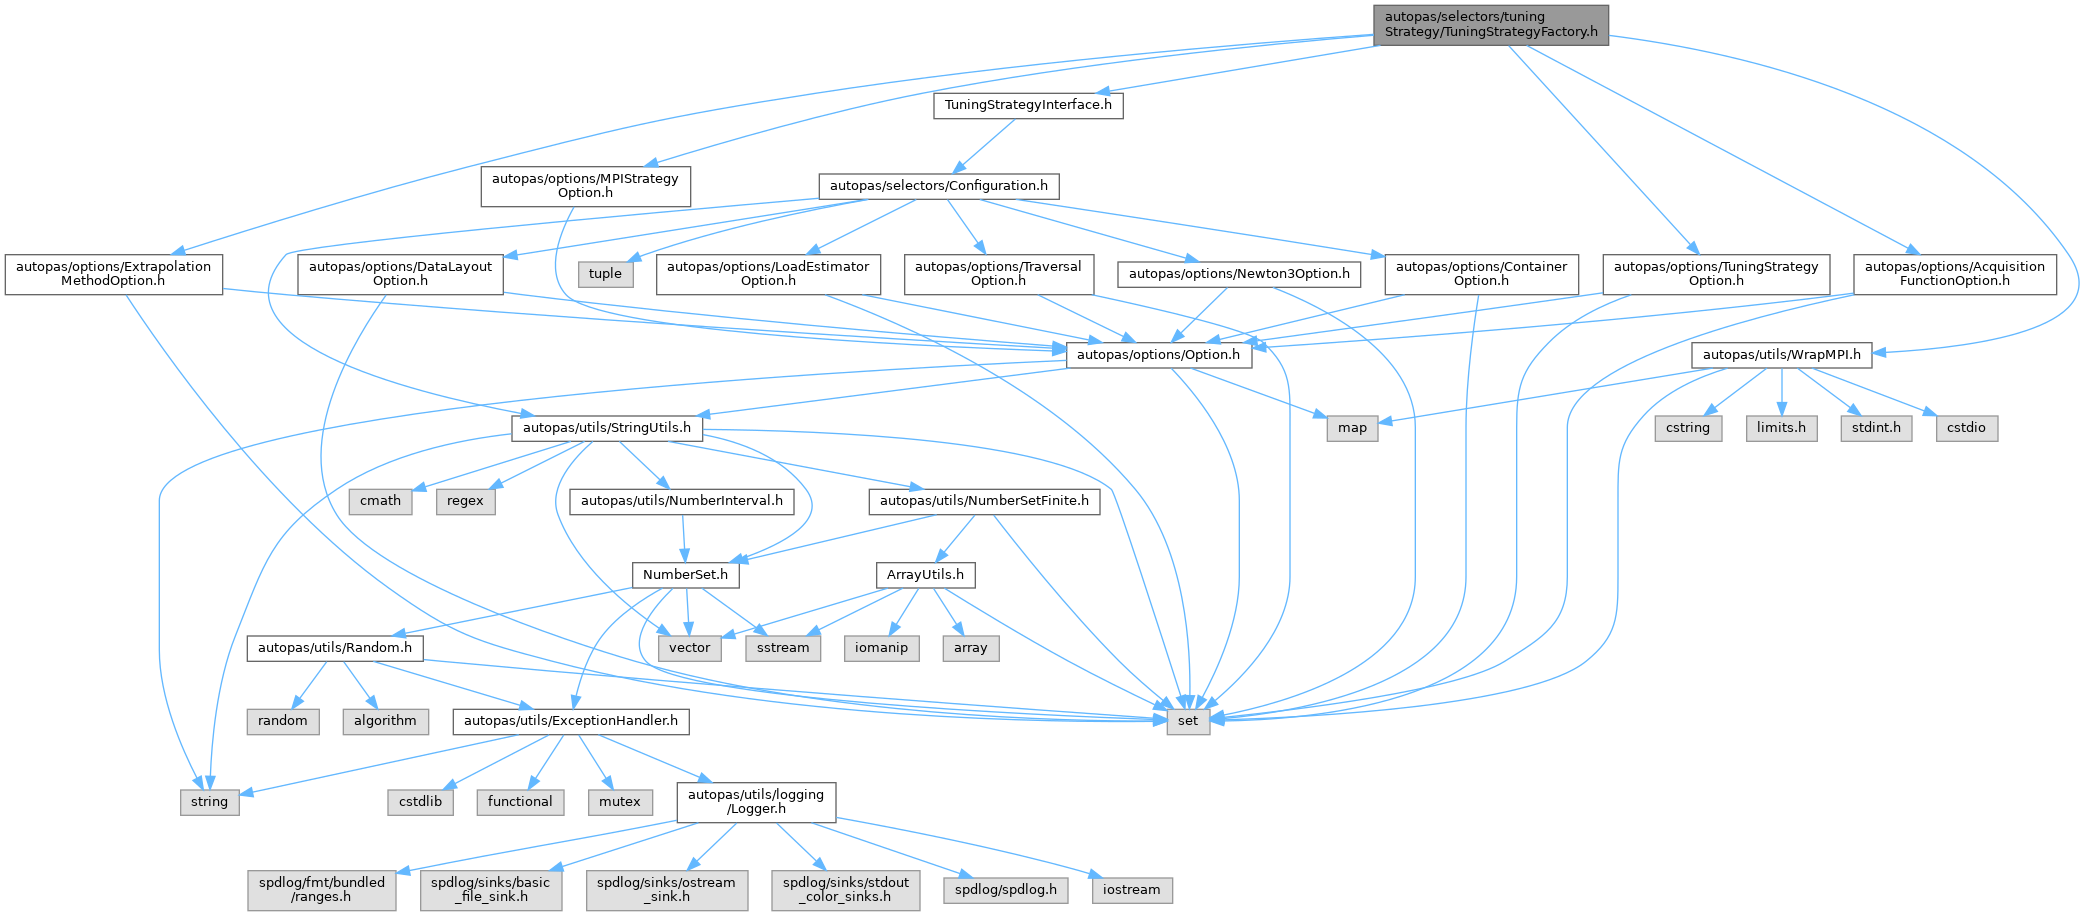 autopas/selectors/tuning
Strategy/TuningStrategyFactory.h
TuningStrategyInterface.h
autopas/options/MPIStrategy
Option.h
autopas/selectors/Configuration.h
autopas/options/Extrapolation
MethodOption.h
autopas/options/DataLayout
Option.h
tuple
autopas/options/LoadEstimator
Option.h
autopas/options/Traversal
Option.h
autopas/options/Newton3Option.h
autopas/options/Container
Option.h
autopas/options/TuningStrategy
Option.h
autopas/options/Acquisition
FunctionOption.h
autopas/options/Option.h
autopas/utils/WrapMPI.h
autopas/utils/StringUtils.h
map
cstring
limits.h
stdint.h
cstdio
cmath
regex
autopas/utils/NumberInterval.h
autopas/utils/NumberSetFinite.h
NumberSet.h
ArrayUtils.h
autopas/utils/Random.h
vector
sstream
iomanip
array
random
algorithm
autopas/utils/ExceptionHandler.h
set
string
cstdlib
functional
mutex
autopas/utils/logging
/Logger.h
spdlog/fmt/bundled
/ranges.h
spdlog/sinks/basic
_file_sink.h
spdlog/sinks/ostream
_sink.h
spdlog/sinks/stdout
_color_sinks.h
spdlog/spdlog.h
iostream